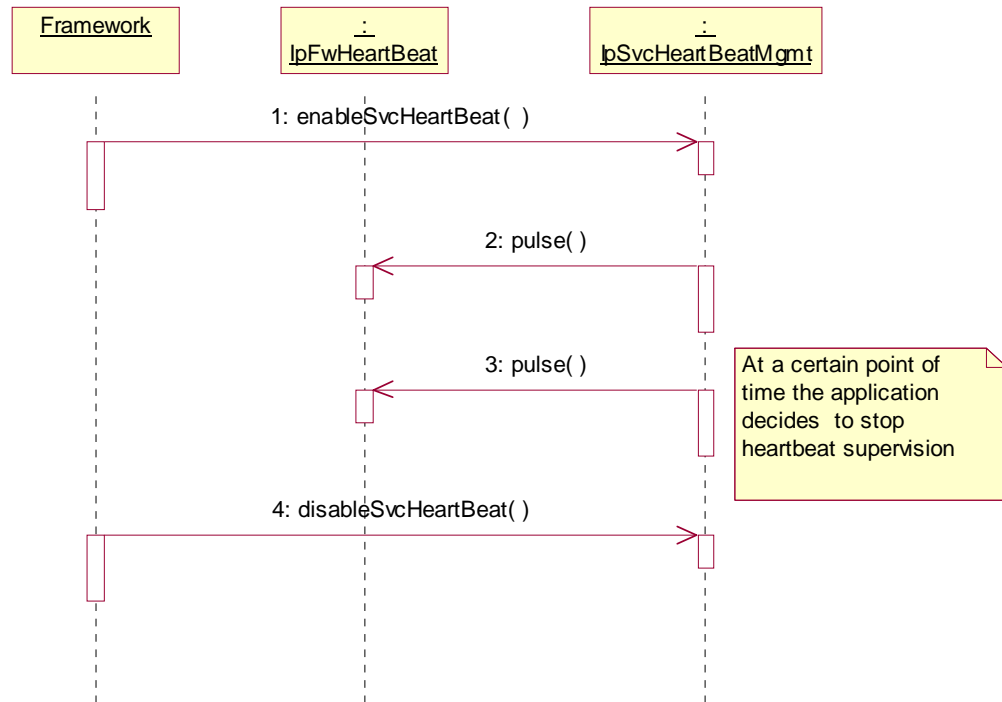 Framework
:
IpFwHeartBeat
:
IpSvcHeartBeatMgmt
1: enableSvcHeartBeat( )
2: pulse( )
3: pulse( )
At a certain point of
time the application
decides to stop
heartbeat supervision
4: disableSvcHeartBeat( )